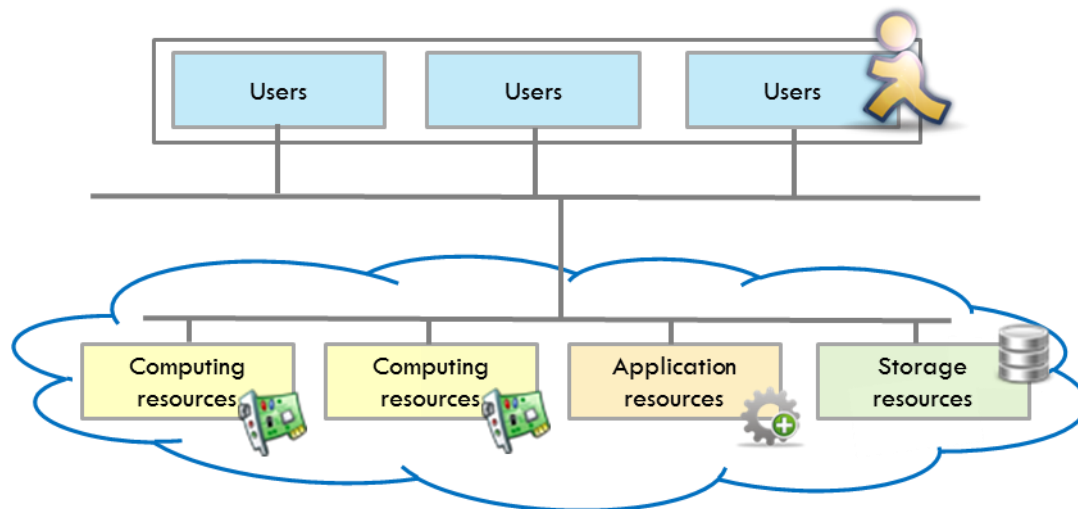 Users
Users
Users
Computing
resources
Computing
resources
Application
resources
Storage
resources